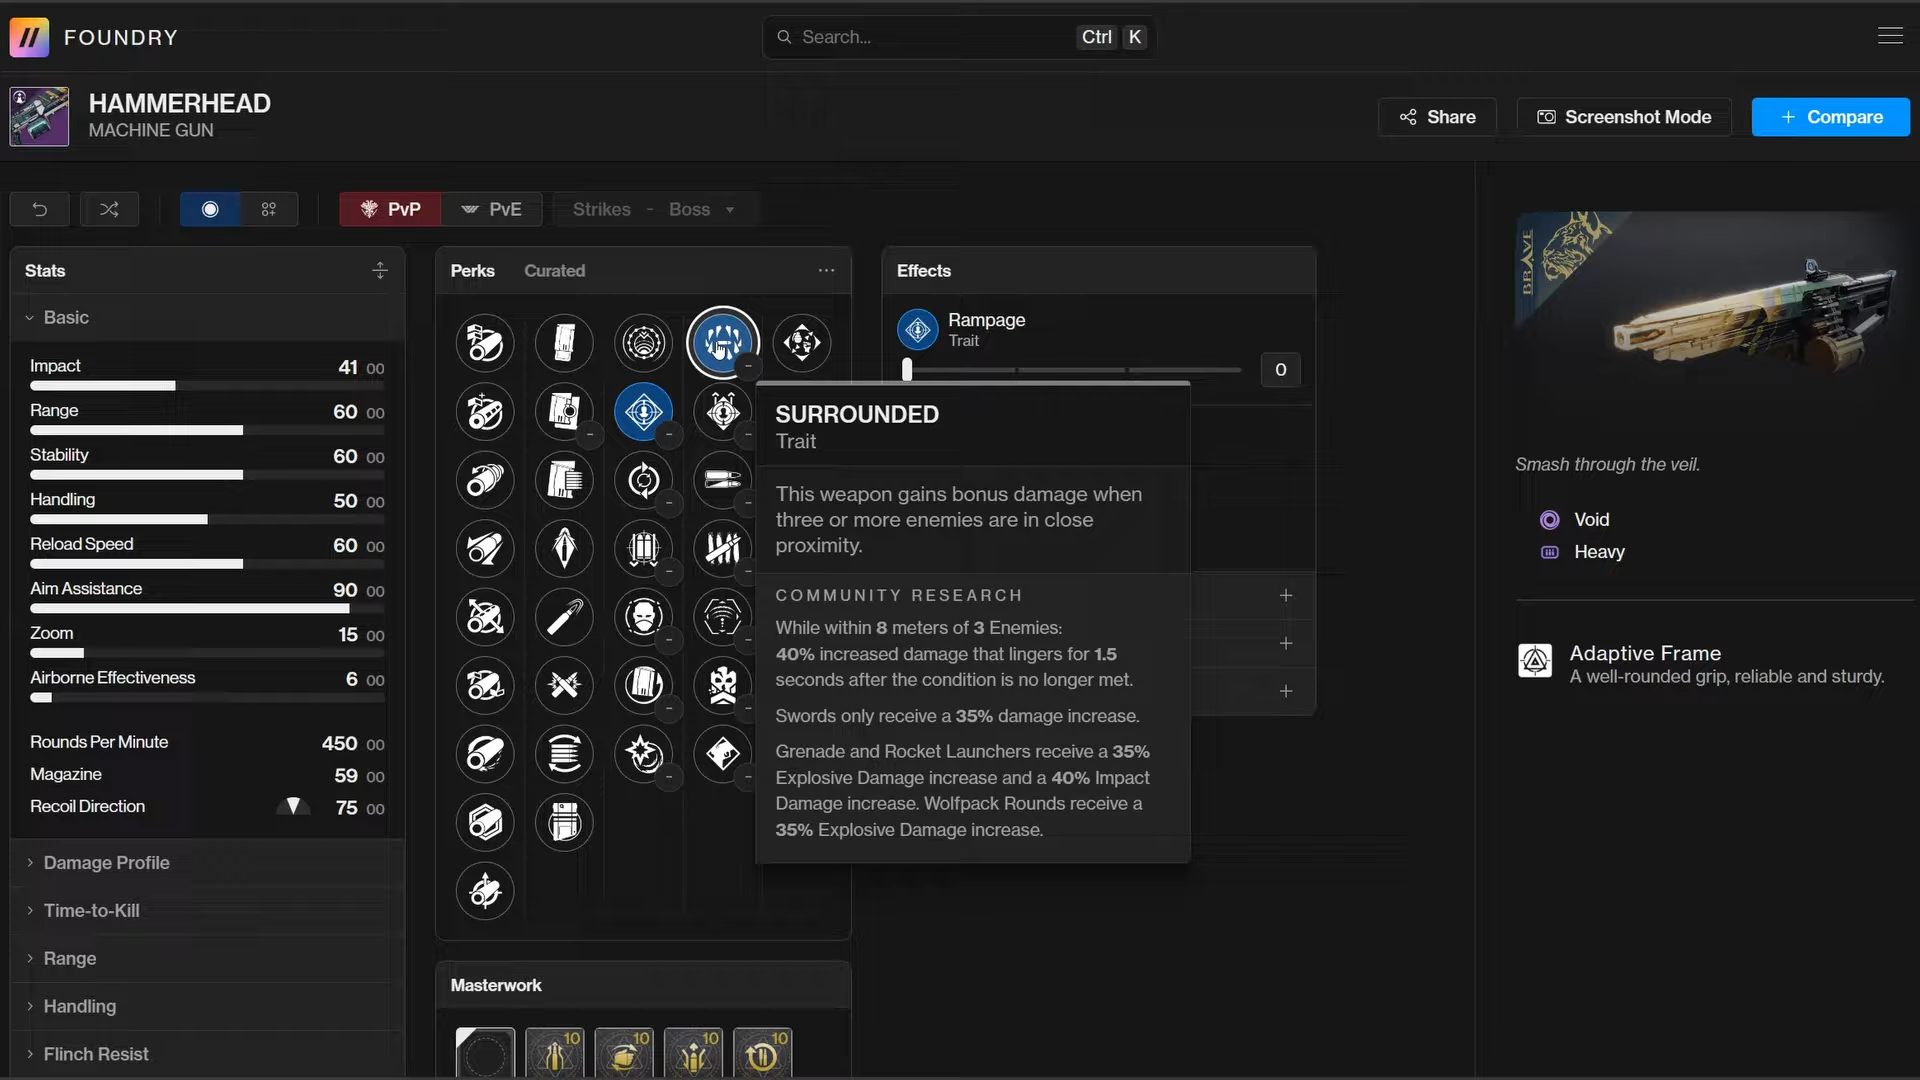 FOUNDRY
Search...
Ctrl K
HAMMERHEAD
MACHINE GUN
Share
Screenshot Mode
Compare
PvP
PvE
Strikes - Boss
Stats
Basic
Impact 41 00
Range 60 00
Stability 60 00
Handling 50 00
Reload Speed 60 00
Aim Assistance 90 00
Zoom 15 00
Airborne Effectiveness 6 00
Rounds Per Minute 450 00
Magazine 59 00
Recoil Direction 75 00
Damage Profile
Time-to-Kill
Range
Handling
Flinch Resist
Perks Curated
Masterwork
10 10 10 10
Effects
Rampage
Trait
0
SURROUNDED
Trait
This weapon gains bonus damage when
three or more enemies are in close
proximity.
COMMUNITY RESEARCH
While within 8 meters of 3 Enemies:
40% increased damage that lingers for 1.5
seconds after the condition is no longer met.
Swords only receive a 35% damage increase.
Grenade and Rocket Launchers receive a 35%
Explosive Damage increase and a 40% Impact
Damage increase. Wolfpack Rounds receive a
35% Explosive Damage increase.
BRAVE
Smash through the veil.
Void
Heavy
Adaptive Frame
A well-rounded grip, reliable and sturdy.